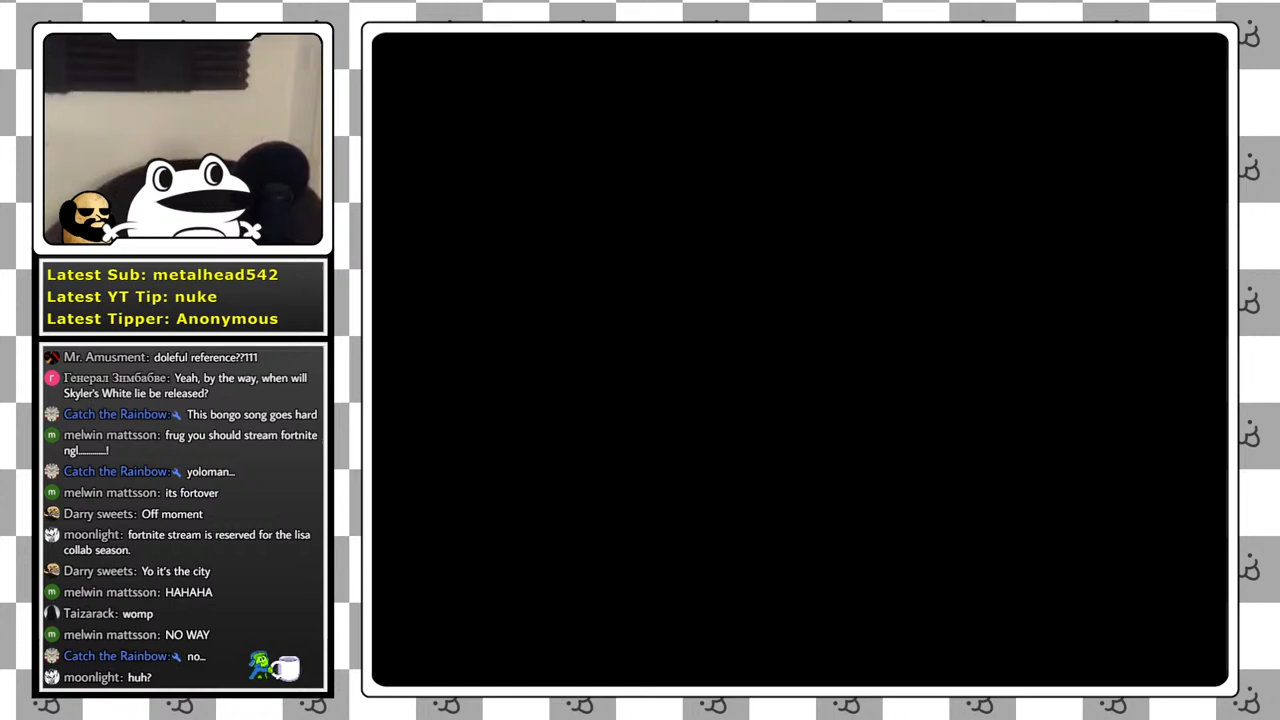 Latest Sub: metalhead542
Latest YT Tip: nuke
Latest Tipper: Anonymous
Mr. Amusment: doleful reference??111
Генерал Зимбабве: Yeah, by the way, when will
Skyler's White lie be released?
Catch the Rainbow: This bongo song goes hard
melwin mattsson: frug you should stream fortnite
ngl.............!
Catch the Rainbow: yoloman...
melwin mattsson: its fortover
Darry sweets: Off moment
moonlight: fortnite stream is reserved for the lisa
collab season.
Darry sweets: Yo it's the city
melwin mattsson: HAHAHA
Taizarack: womp
melwin mattsson: NO WAY
Catch the Rainbow: no...
moonlight: huh?